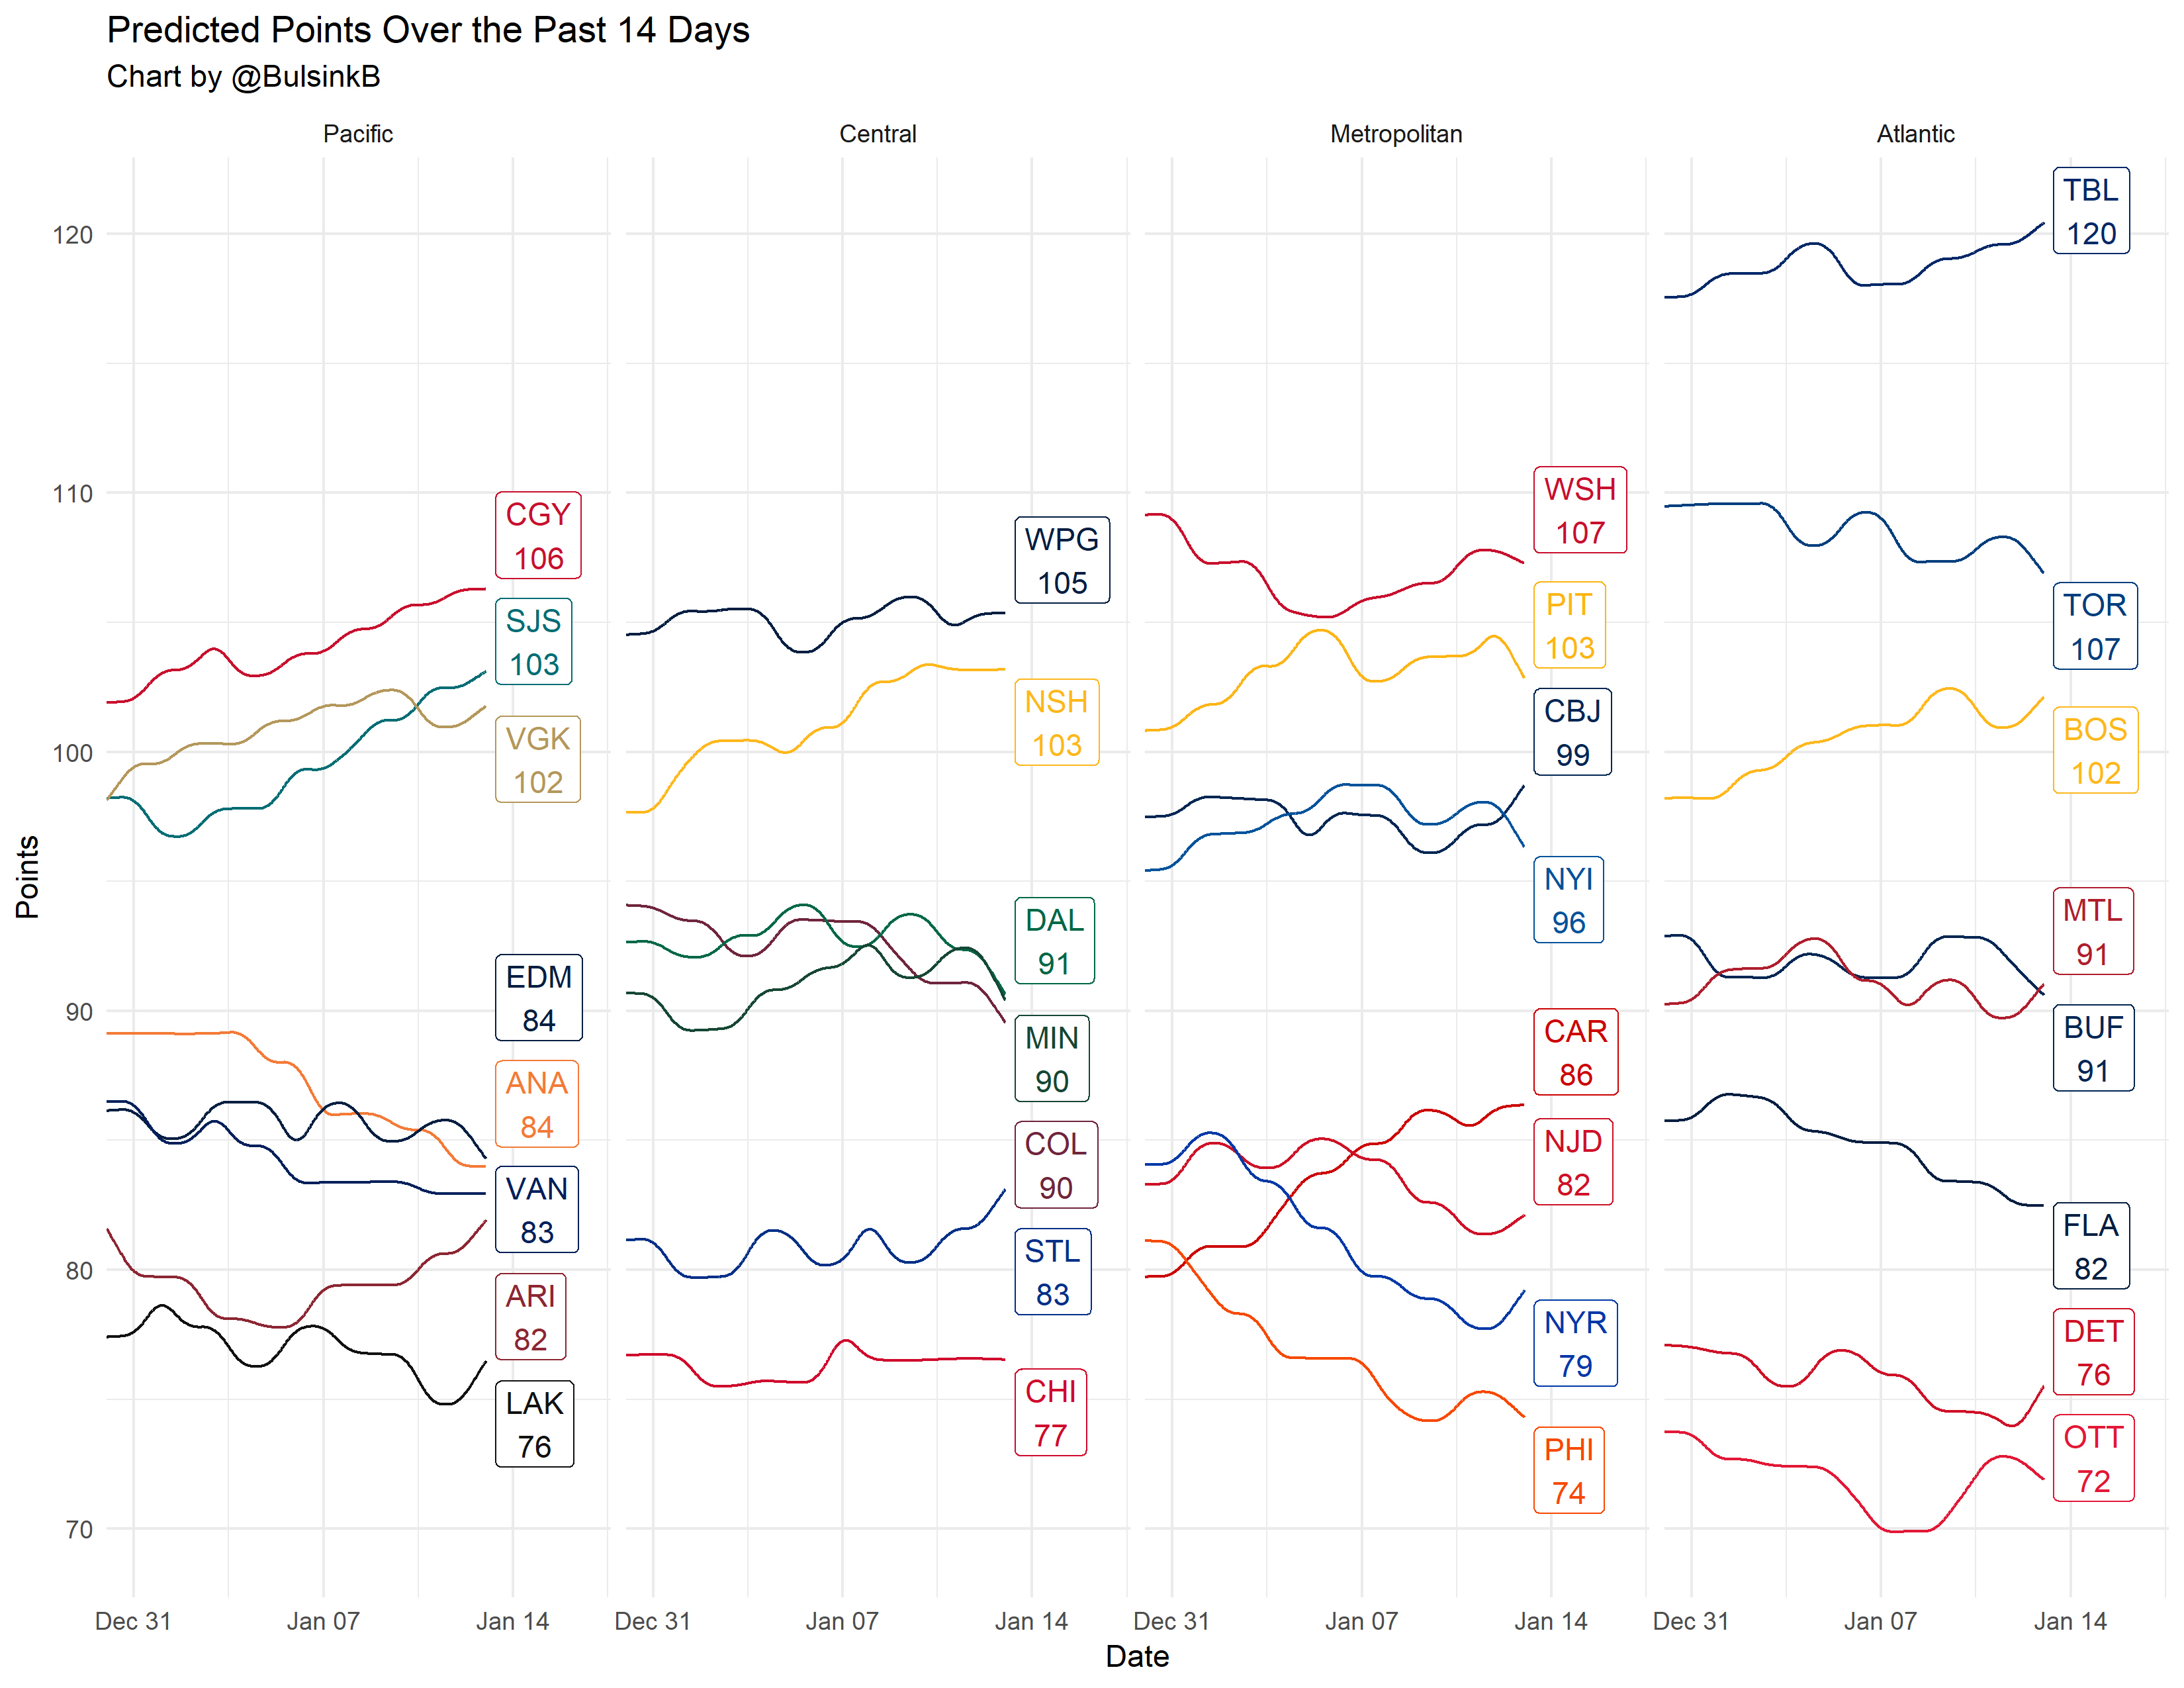 Predicted Points Over the Past 14 Days
Chart by @BulsinkB
Pacific
Central
Metropolitan
Atlantic
Points
120
110
100
90
80
70
CGY
106
SJS
103
VGK
102
EDM
84
ANA
84
VAN
83
ARI
82
LAK
76
WPG
105
NSH
103
DAL
91
MIN
90
COL
90
STL
83
CHI
77
WSH
107
PIT
103
CBJ
99
NYI
96
CAR
86
NJD
82
NYR
79
PHI
74
TBL
120
TOR
107
BOS
102
MTL
91
BUF
91
FLA
82
DET
76
OTT
72
Dec 31
Jan 07
Jan 14
Dec 31
Jan 07
Jan 14
Dec 31
Jan 07
Jan 14
Dec 31
Jan 07
Jan 14
Date